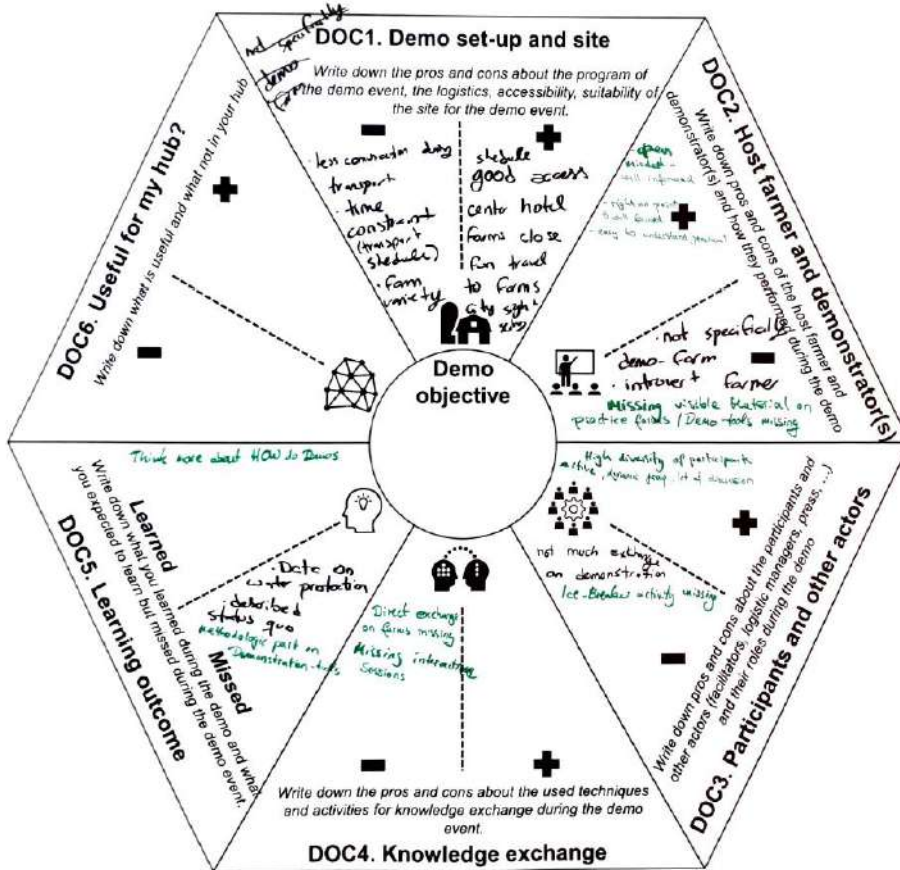 not specifically
demo
farm
DOC1. Demo set-up and site
Write down the pros and cons about the program of
the demo event, the logistics, accessibility, suitability of
the site for the demo event.
· less connection during
transport
· time
constraint
(transport
shedule)
· farm
variety
shedule
good access
center hotel
farms close
fun travel
to farms
city sight
DOC2. Host farmer and demonstrator(s)
Write down pros and cons of the host farmer and
demonstrator(s) and how they performed during the demo
- open
mindset
- well informed
- right on point
& well
- easy to understand
· not specifically
demo-farm
· introvert farmer
Missing visible Material on
practice farms / Demo-tools missing
Demo
objective
High diversity of participants
active, dynamic group, lot of discussion
not much exchange
on demonstration
Ice-Breaker activity missing
Write down pros and cons about the participants and
other actors (facilitators, logistic managers, press, ...)
and their roles during the demo
DOC3. Participants and other actors
Direct exchange
on farms missing
Missing interactive
Sessions
Write down the pros and cons about the used techniques
and activities for knowledge exchange during the demo
event.
DOC4. Knowledge exchange
Think more about HOW to Demos
· Data on
water protection
· described
status quo
methodologic part on
Demonstration-tools
Learned
Missed
Write down what you learned during the demo and what
you expected to learn but missed during the demo event.
DOC5. Learning outcome
DOC6. Useful for my hub?
Write down what is useful and what not in your hub